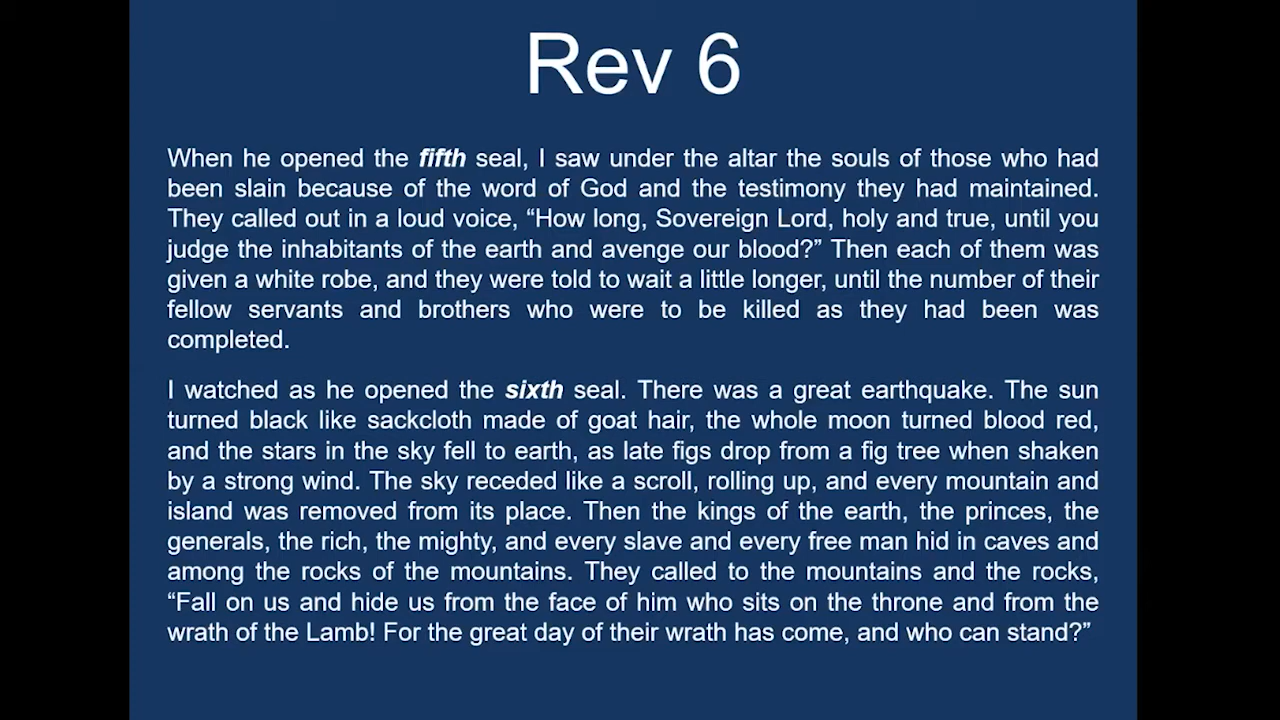 Rev 6
When he opened the fifth seal, I saw under the altar the souls of those who had
been slain because of the word of God and the testimony they had maintained.
They called out in a loud voice, “How long, Sovereign Lord, holy and true, until you
judge the inhabitants of the earth and avenge our blood?” Then each of them was
given a white robe, and they were told to wait a little longer, until the number of their
fellow servants and brothers who were to be killed as they had been was
completed.
I watched as he opened the sixth seal. There was a great earthquake. The sun
turned black like sackcloth made of goat hair, the whole moon turned blood red,
and the stars in the sky fell to earth, as late figs drop from a fig tree when shaken
by a strong wind. The sky receded like a scroll, rolling up, and every mountain and
island was removed from its place. Then the kings of the earth, the princes, the
generals, the rich, the mighty, and every slave and every free man hid in caves and
among the rocks of the mountains. They called to the mountains and the rocks,
“Fall on us and hide us from the face of him who sits on the throne and from the
wrath of the Lamb! For the great day of their wrath has come, and who can stand?”